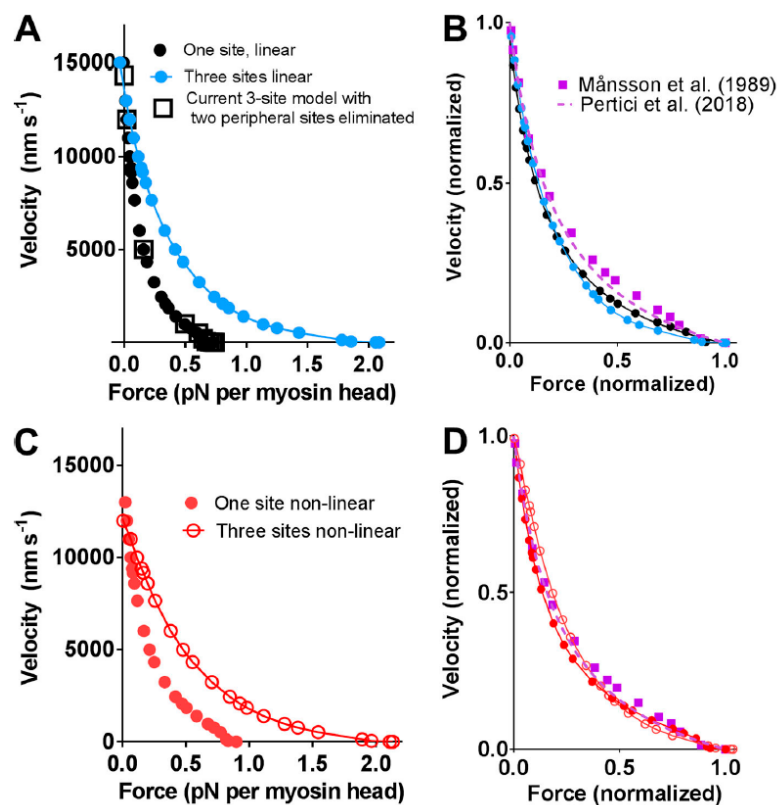 A
One site, linear
Three sites linear
Current 3-site model with
two peripheral sites eliminated
15000
10000
5000
Velocity (nm s⁻¹)
0.0 0.5 1.0 1.5 2.0
Force (pN per myosin head)
B
Månsson et al. (1989)
Pertici et al. (2018)
1.0
0.5
0.0
Velocity (normalized)
0.0 0.5 1.0
Force (normalized)
C
One site non-linear
Three sites non-linear
15000
10000
5000
0
Velocity (nm s⁻¹)
0.0 0.5 1.0 1.5 2.0
Force (pN per myosin head)
D
1.0
0.5
0.0
Velocity (normalized)
0.0 0.5 1.0
Force (normalized)